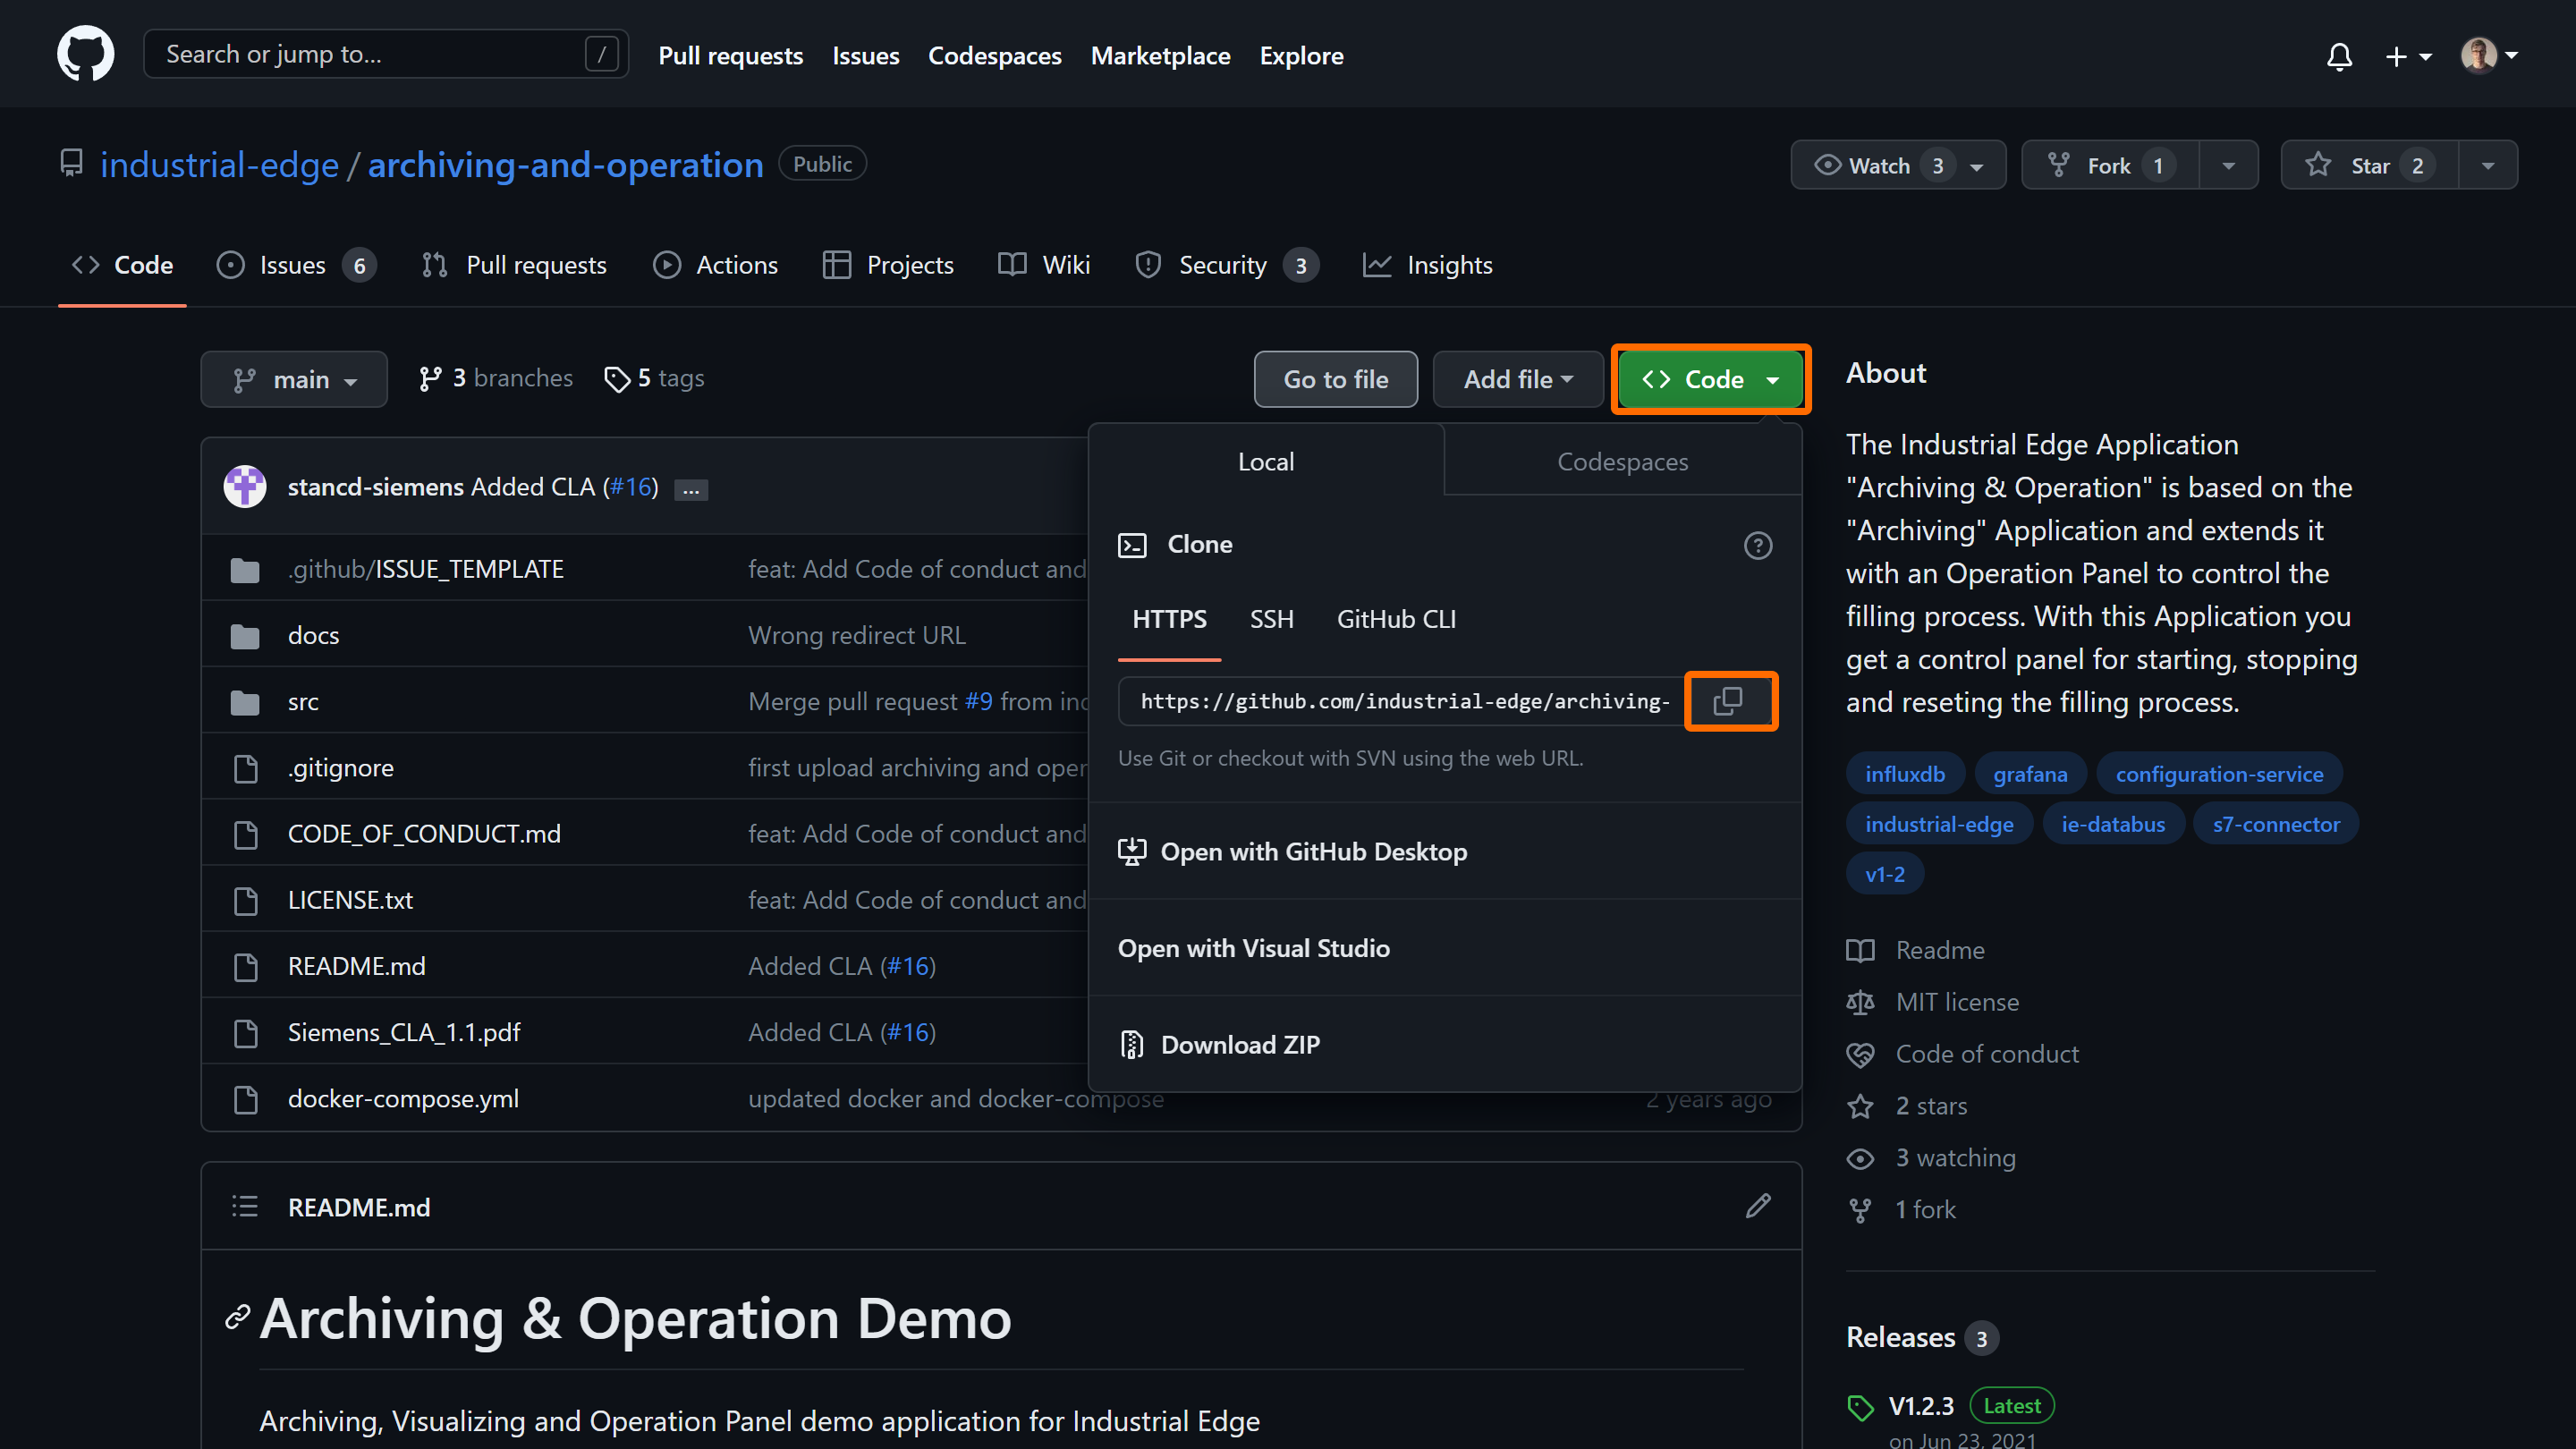 Search or jump to... /
Pull requests Issues Codespaces Marketplace Explore
industrial-edge / archiving-and-operation Public
Watch 3 Fork 1 Star 2
Code Issues 6 Pull requests Actions Projects Wiki Security 3 Insights
main 3 branches 5 tags Go to file Add file Code
stancd-siemens Added CLA (#16) ...
.github/ISSUE_TEMPLATE feat: Add Code of conduct and
docs Wrong redirect URL
src Merge pull request #9 from
.gitignore first upload archiving and
CODE_OF_CONDUCT.md feat: Add Code of conduct and
LICENSE.txt feat: Add Code of conduct and
README.md Added CLA (#16)
Siemens_CLA_1.1.pdf Added CLA (#16)
docker-compose.yml updated docker and docker-compose 2 years ago
Local Codespaces
Clone
HTTPS SSH GitHub CLI
https://github.com/industrial-edge/archiving-
Use Git or checkout with SVN using the web URL.
Open with GitHub Desktop
Open with Visual Studio
Download ZIP
README.md
Archiving & Operation Demo
Archiving, Visualizing and Operation Panel demo application for Industrial Edge
About
The Industrial Edge Application
"Archiving & Operation" is based on the
"Archiving" Application and extends it
with an Operation Panel to control the
filling process. With this Application you
get a control panel for starting, stopping
and reseting the filling process.
influxdb grafana configuration-service
industrial-edge ie-databus s7-connector
v1-2
Readme
MIT license
Code of conduct
2 stars
3 watching
1 fork
Releases 3
V1.2.3 Latest
on Jun 23, 2021